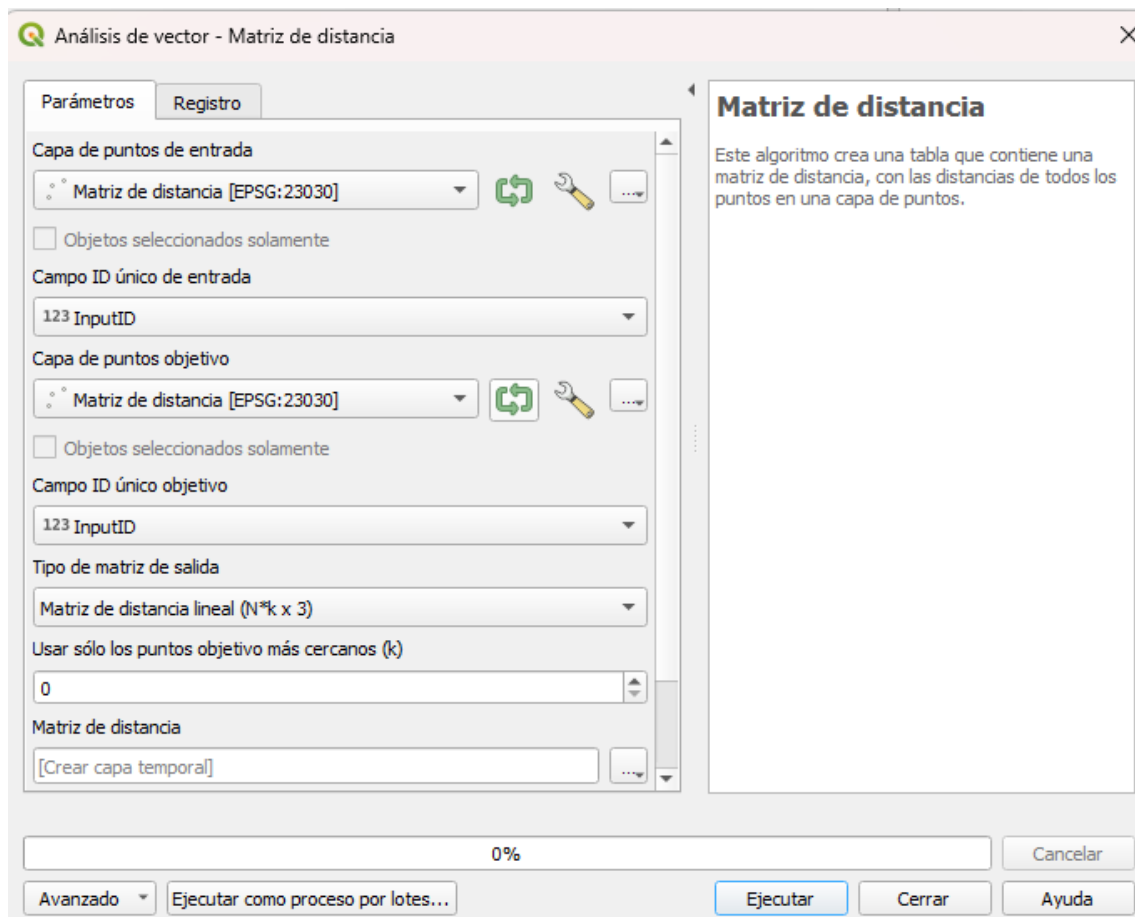 Análisis de vector - Matriz de distancia
Parámetros
Registro
Capa de puntos de entrada
Matriz de distancia [EPSG:23030]
...
Objetos seleccionados solamente
Campo ID único de entrada
123 InputID
Capa de puntos objetivo
Matriz de distancia [EPSG:23030]
...
Objetos seleccionados solamente
Campo ID único objetivo
123 InputID
Tipo de matriz de salida
Matriz de distancia lineal (N*k x 3)
Usar sólo los puntos objetivo más cercanos (k)
0
Matriz de distancia
[Crear capa temporal]
...
Matriz de distancia
Este algoritmo crea una tabla que contiene una
matriz de distancia, con las distancias de todos los
puntos en una capa de puntos.
0%
Cancelar
Avanzado
Ejecutar como proceso por lotes...
Ejecutar
Cerrar
Ayuda